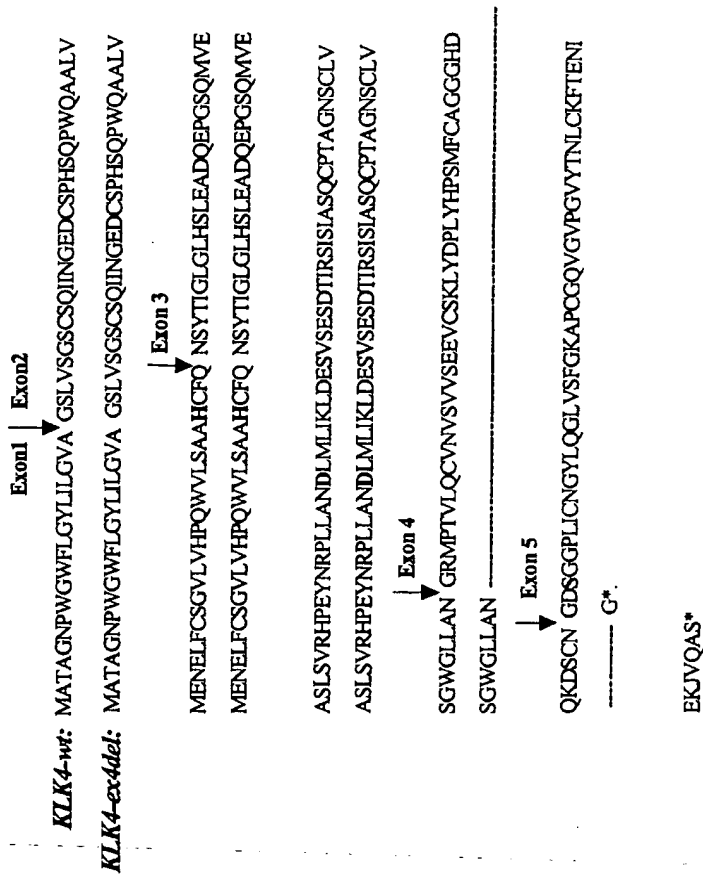 Exon1 Exon2
KLK4-wt: MATAGNPWGWFLGYLILGVA GSLVSGSCSQIINGEDCSPHSQPWQAALV
KLK4-ex4del: MATAGNPWGWFLGYLILGVA GSLVSGSCSQIINGEDCSPHSQPWQAALV
Exon 3
MENELFCSGVLVHPQWVLSAAHCFQ NSYTIGLGLHSLEADQEPGSQMVE
MENELFCSGVLVHPQWVLSAAHCFQ NSYTIGLGLHSLEADQEPGSQMVE
ASLSVRHPEYNRPLLANDLMLIKLDESVSESDTIRSISIASQCPTAGNSCLV
ASLSVRHPEYNRPLLANDLMLIKLDESVSESDTIRSISIASQCPTAGNSCLV
Exon 4
SGWGLLAN GRMPTVLQCVNVSVVSEEVCSKLYDPLYHPSMFCAGGGHD
SGWGLLAN ----------------------------------------
Exon 5
QKDSCN GDSGGPLICNGYLQGLVSFGKAPCGQVGVPGVYTNLCKFTENI
---------- G*.
EKJVQAS*